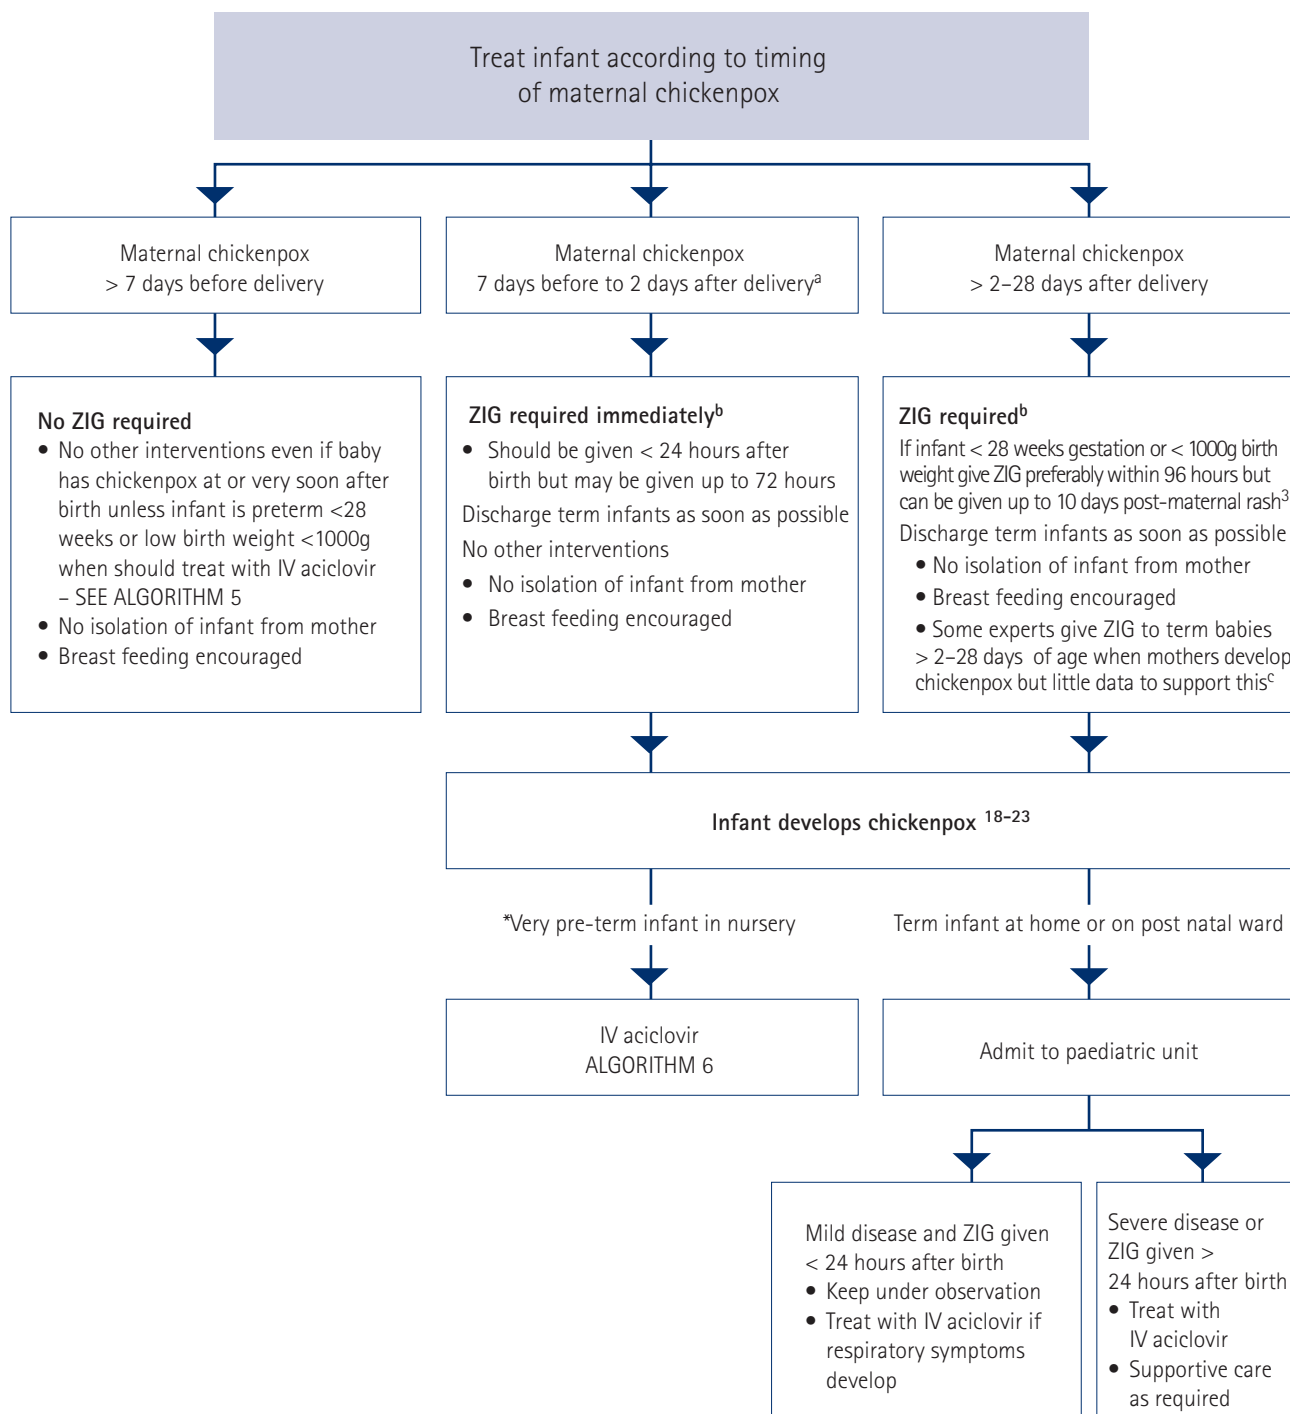 Treat infant according to timing
of maternal chickenpox
Maternal chickenpox
> 7 days before delivery
Maternal chickenpox
7 days before to 2 days after deliveryᵃ
Maternal chickenpox
> 2–28 days after delivery
No ZIG required
• No other interventions even if baby
has chickenpox at or very soon after
birth unless infant is preterm <28
weeks or low birth weight <1000g
when should treat with IV aciclovir
– SEE ALGORITHM 5
• No isolation of infant from mother
• Breast feeding encouraged
ZIG required immediatelyᵇ
• Should be given < 24 hours after
birth but may be given up to 72 hours
Discharge term infants as soon as possible
No other interventions
• No isolation of infant from mother
• Breast feeding encouraged
ZIG requiredᵇ
If infant < 28 weeks gestation or < 1000g birth
weight give ZIG preferably within 96 hours but
can be given up to 10 days post-maternal rash³
Discharge term infants as soon as possible
• No isolation of infant from mother
• Breast feeding encouraged
• Some experts give ZIG to term babies
> 2–28 days of age when mothers develop
chickenpox but little data to support thisᶜ
Infant develops chickenpox ¹⁸⁻²³
*Very pre-term infant in nursery
Term infant at home or on post natal ward
IV aciclovir
ALGORITHM 6
Admit to paediatric unit
Mild disease and ZIG given
< 24 hours after birth
• Keep under observation
• Treat with IV aciclovir if
respiratory symptoms
develop
Severe disease or
ZIG given >
24 hours after birth
• Treat with
IV aciclovir
• Supportive care
as required